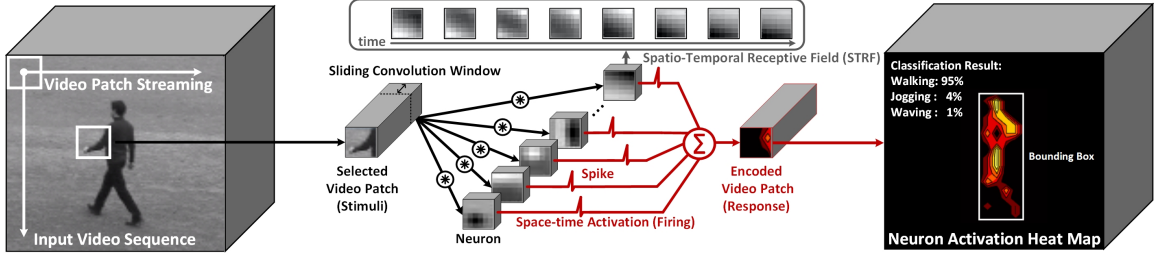 time
Spatio-Temporal Receptive Field (STRF)
Video Patch Streaming
Input Video Sequence
Sliding Convolution Window
Selected
Video Patch
(Stimuli)
Neuron
Spike
Space-time Activation (Firing)
Σ
Encoded
Video Patch
(Response)
Classification Result:
Walking: 95%
Jogging : 4%
Waving : 1%
Bounding Box
Neuron Activation Heat Map